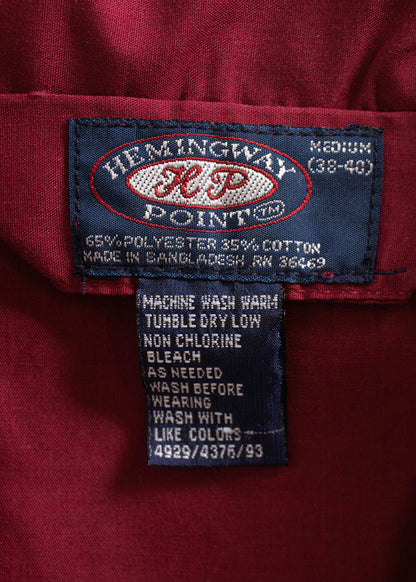 HEMINGWAY
HP
POINT TM
MEDIUM
(38-40)
65% POLYESTER 35% COTTON
MADE IN BANGLADESH RN 36469
MACHINE WASH WARM
TUMBLE DRY LOW
NON CHLORINE
BLEACH
AS NEEDED
WASH BEFORE
WEARING
WASH WITH
LIKE COLORS
4929/4376/93